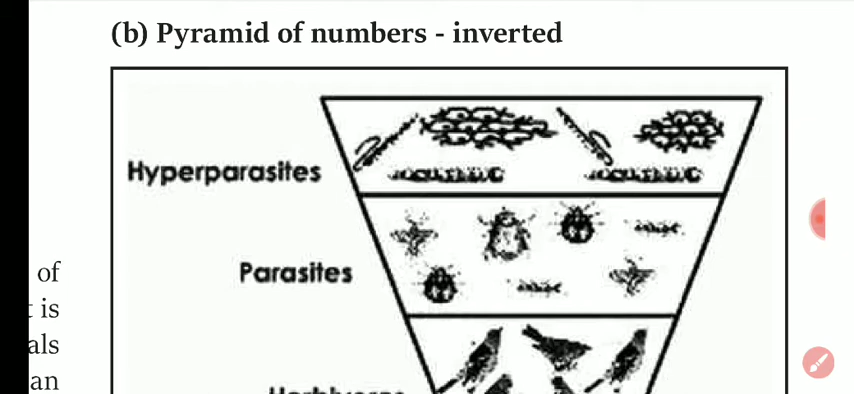 (b) Pyramid of numbers - inverted
Hyperparasites
Parasites
of
is
als
an